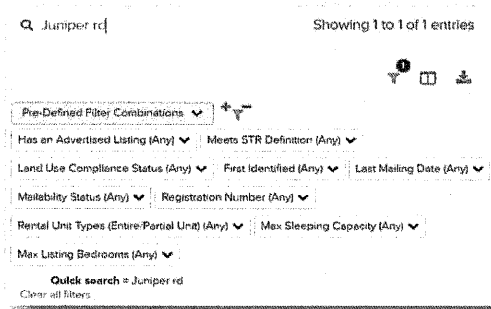 Juniper rd
Showing 1 to 1 of 1 entries
1
Pre-Defined Filter Combinations
Has an Advertised Listing (Any) Meets STR Definition (Any)
Land Use Compliance Status (Any) First Identified (Any) Last Mailing Date (Any)
Mailability Status (Any) Registration Number (Any)
Rental Unit Types (Entire/Partial Unit) (Any) Max Sleeping Capacity (Any)
Max Listing Bedrooms (Any)
Quick search = Juniper rd
Clear all filters